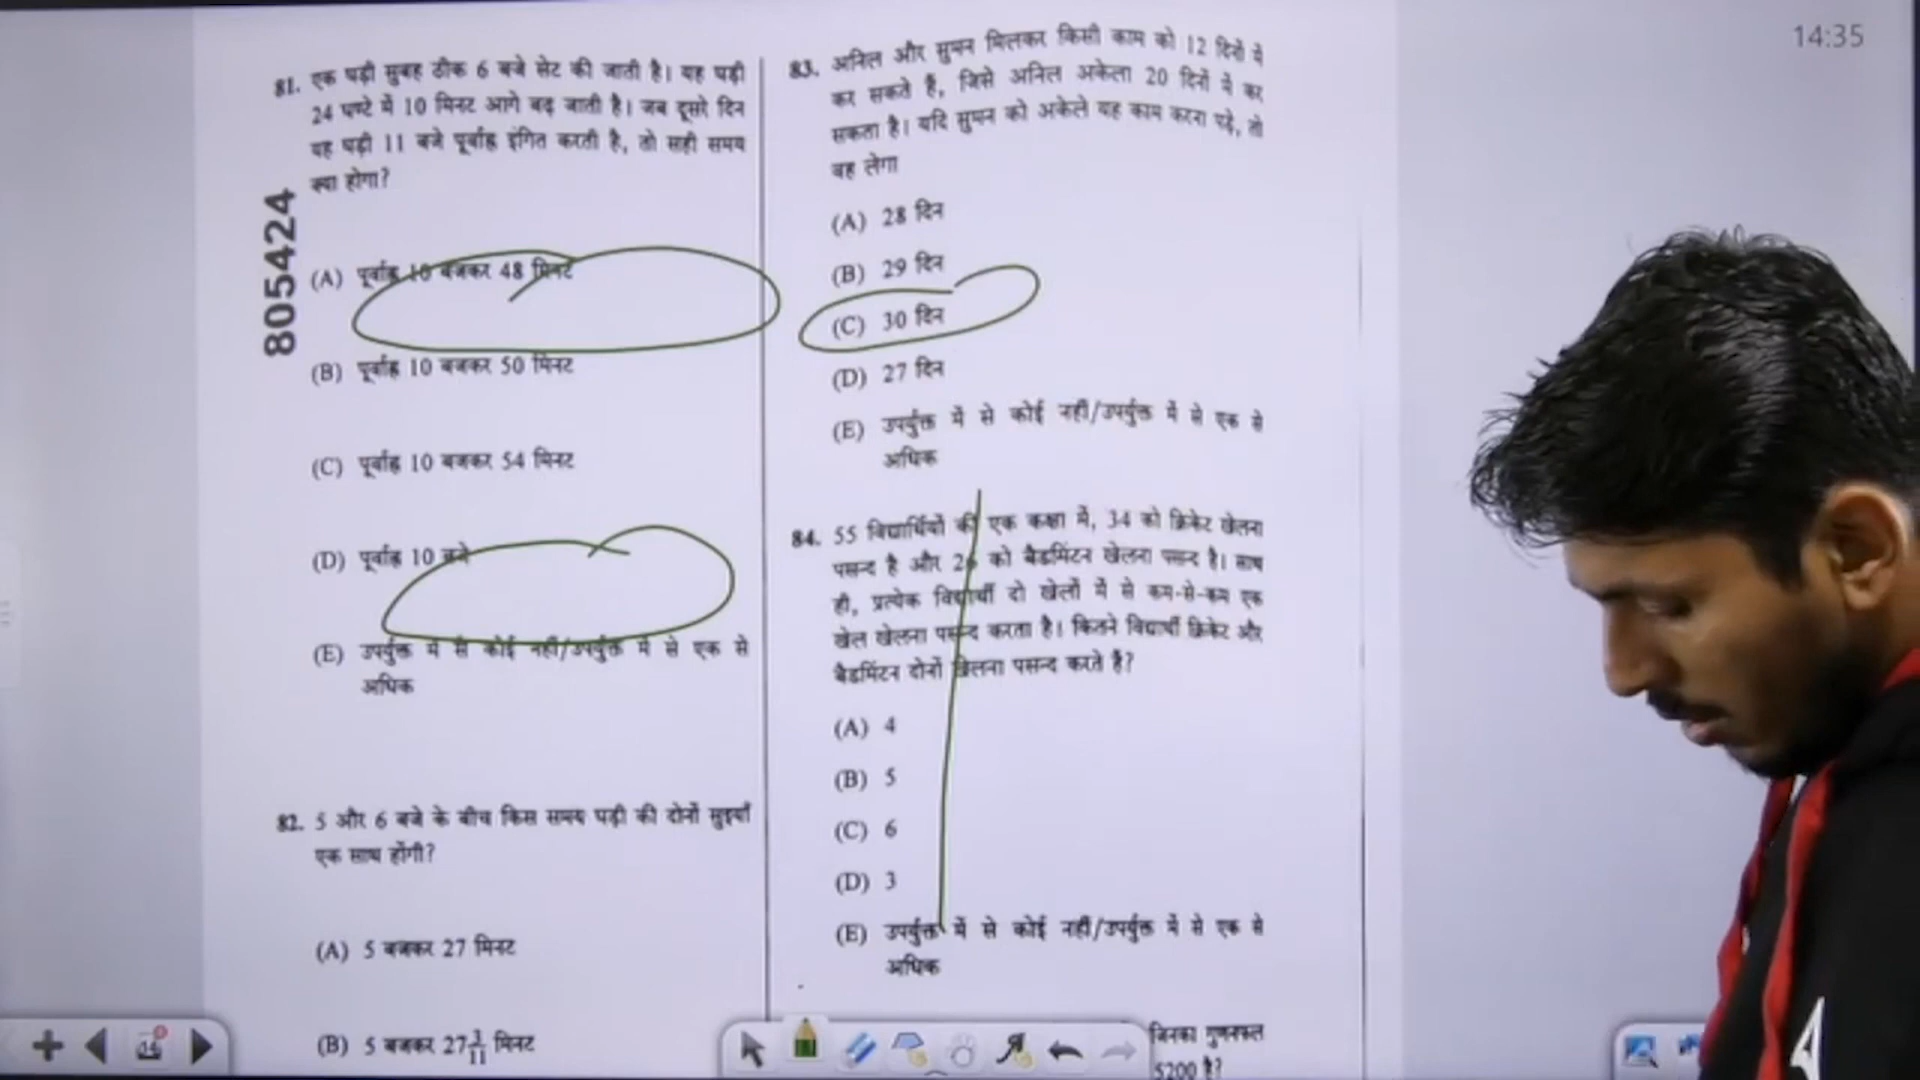 14:35
805424
81. एक घड़ी सुबह ठीक 6 बजे सेट की जाती है। यह घड़ी
24 घण्टे में 10 मिनट आगे बढ़ जाती है। जब दूसरे दिन
यह घड़ी 11 बजे पूर्वाह्न इंगित करती है, तो सही समय
क्या होगा?
(A) पूर्वाह्न 10 बजकर 48 मिनट
(B) पूर्वाह्न 10 बजकर 50 मिनट
(C) पूर्वाह्न 10 बजकर 54 मिनट
(D) पूर्वाह्न 10 बजे
(E) उपर्युक्त में से कोई नहीं/उपर्युक्त में से एक से
अधिक
82. 5 और 6 बजे के बीच किस समय घड़ी की दोनों सुइयाँ
एक साथ होंगी?
(A) 5 बजकर 27 मिनट
(B) 5 बजकर 27 3/11 मिनट
83. अनिल और सुमन मिलकर किसी काम को 12 दिनों में
कर सकते हैं, जिसे अनिल अकेला 20 दिनों में कर
सकता है। यदि सुमन को अकेले यह काम करना पड़े, तो
वह लेगा
(A) 28 दिन
(B) 29 दिन
(C) 30 दिन
(D) 27 दिन
(E) उपर्युक्त में से कोई नहीं/उपर्युक्त में से एक से
अधिक
84. 55 विद्यार्थियों की एक कक्षा में, 34 को क्रिकेट खेलना
पसन्द है और 26 को बैडमिंटन खेलना पसन्द है। साथ
ही, प्रत्येक विद्यार्थी दो खेलों में से कम-से-कम एक
खेल खेलना पसन्द करता है। कितने विद्यार्थी क्रिकेट और
बैडमिंटन दोनों खेलना पसन्द करते हैं?
(A) 4
(B) 5
(C) 6
(D) 3
(E) उपर्युक्त में से कोई नहीं/उपर्युक्त में से एक से
अधिक
जिनका गुणनफल
5200 है?